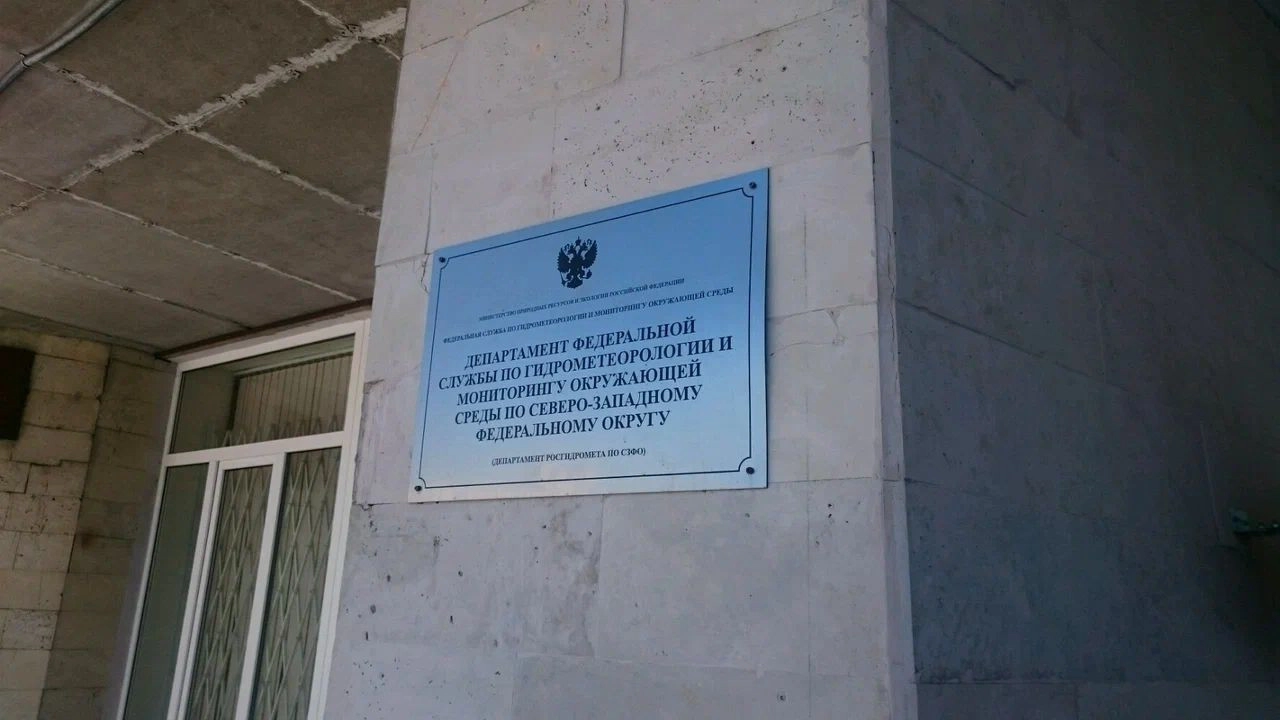 МИНИСТЕРСТВО ПРИРОДНЫХ РЕСУРСОВ И ЭКОЛОГИИ РОССИЙСКОЙ ФЕДЕРАЦИИ
ФЕДЕРАЛЬНАЯ СЛУЖБА ПО ГИДРОМЕТЕОРОЛОГИИ И МОНИТОРИНГУ ОКРУЖАЮЩЕЙ СРЕДЫ
ДЕПАРТАМЕНТ ФЕДЕРАЛЬНОЙ
СЛУЖБЫ ПО ГИДРОМЕТЕОРОЛОГИИ И
МОНИТОРИНГУ ОКРУЖАЮЩЕЙ
СРЕДЫ ПО СЕВЕРО-ЗАПАДНОМУ
ФЕДЕРАЛЬНОМУ ОКРУГУ
(ДЕПАРТАМЕНТ РОСГИДРОМЕТА ПО СЗФО)